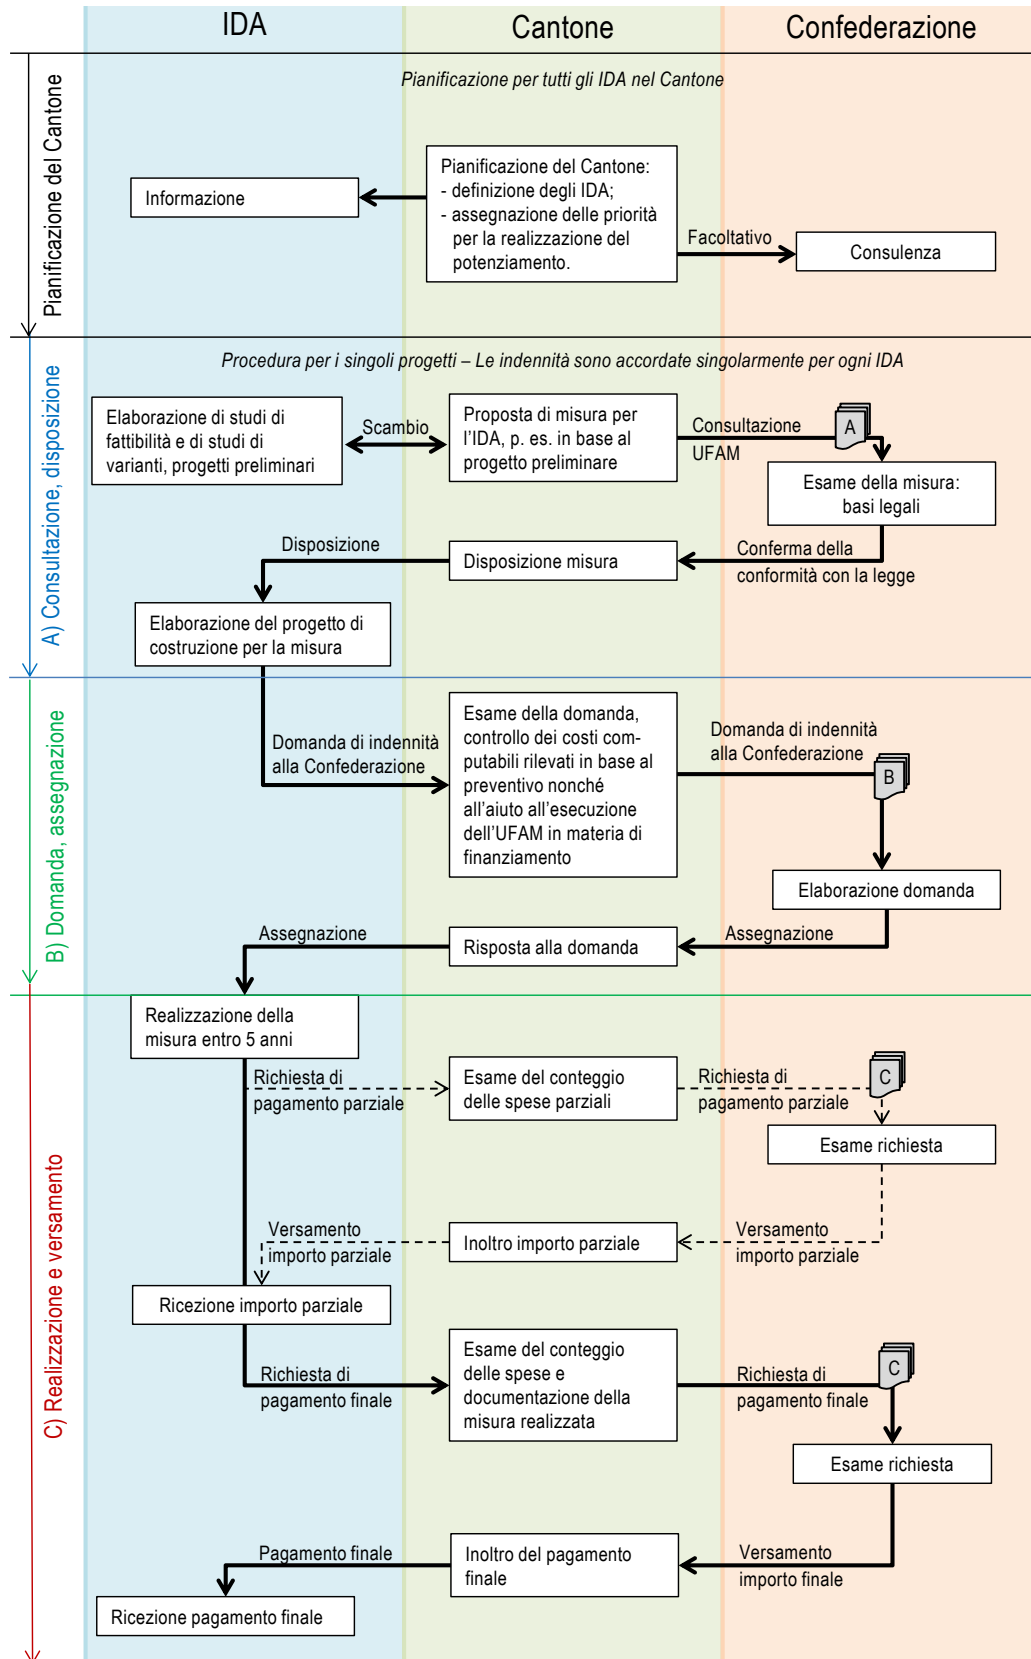 IDA
Cantone
Confederazione
Pianificazione del Cantone
Pianificazione per tutti gli IDA nel Cantone
Informazione
Pianificazione del Cantone:
- definizione degli IDA;
- assegnazione delle priorità
per la realizzazione del
potenziamento.
Facoltativo
Consulenza
A) Consultazione, disposizione
Procedura per i singoli progetti – Le indennità sono accordate singolarmente per ogni IDA
Elaborazione di studi di
fattibilità e di studi di
varianti, progetti preliminari
Scambio
Proposta di misura per
l'IDA, p. es. in base al
progetto preliminare
Consultazione
UFAM
A
Esame della misura:
basi legali
Conferma della
conformità con la legge
Disposizione misura
Disposizione
Elaborazione del progetto di
costruzione per la misura
B) Domanda, assegnazione
Domanda di indennità
alla Confederazione
Esame della domanda,
controllo dei costi com-
putabili rilevati in base al
preventivo nonché
all'aiuto all'esecuzione
dell'UFAM in materia di
finanziamento
Domanda di indennità
alla Confederazione
B
Elaborazione domanda
Assegnazione
Risposta alla domanda
Assegnazione
C) Realizzazione e versamento
Realizzazione della
misura entro 5 anni
Richiesta di
pagamento parziale
Esame del conteggio
delle spese parziali
Richiesta di
pagamento parziale
C
Esame richiesta
Versamento
importo parziale
Inoltro importo parziale
Versamento
importo parziale
Ricezione importo parziale
Richiesta di
pagamento finale
Esame del conteggio
delle spese e
documentazione della
misura realizzata
Richiesta di
pagamento finale
C
Esame richiesta
Versamento
importo finale
Inoltro del pagamento
finale
Pagamento finale
Ricezione pagamento finale